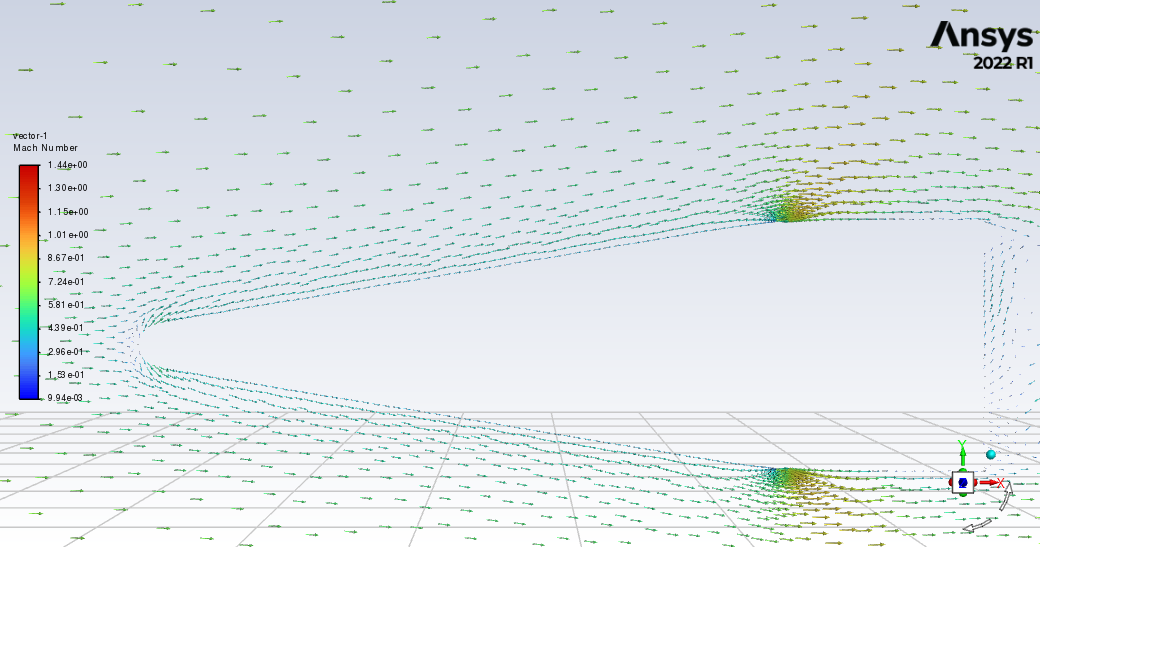 Ansys
2022 R1
vector-1
Mach Number
1.44e+00
1.30e+00
1.15e+00
1.01e+00
8.67e-01
7.24e-01
5.81e-01
4.39e-01
2.96e-01
1.53e-01
9.94e-03
Y
X